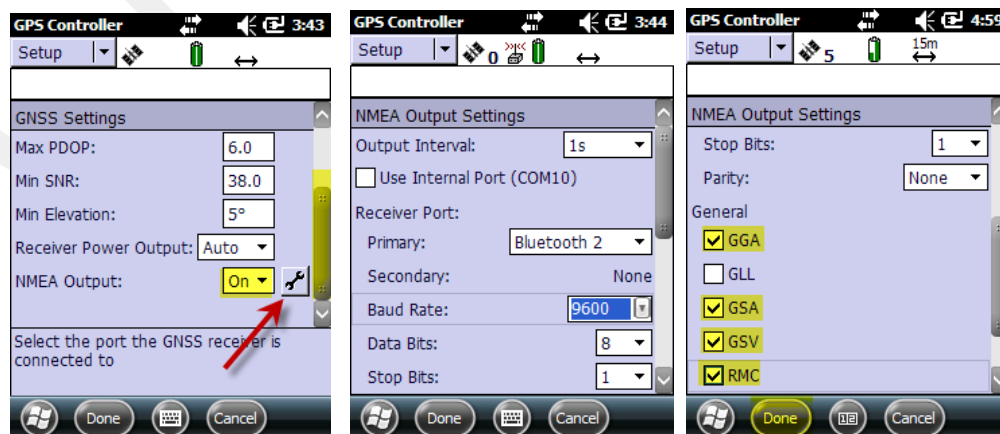 GPS Controller 3:43
Setup
GNSS Settings
Max PDOP: 6.0
Min SNR: 38.0
Min Elevation: 5°
Receiver Power Output: Auto
NMEA Output: On
Select the port the GNSS receiver is
connected to
Done Cancel
GPS Controller 3:44
Setup 0
NMEA Output Settings
Output Interval: 1s
Use Internal Port (COM10)
Receiver Port:
Primary: Bluetooth 2
Secondary: None
Baud Rate: 9600
Data Bits: 8
Stop Bits: 1
Done Cancel
GPS Controller 4:59
Setup 5 15m
NMEA Output Settings
Stop Bits: 1
Parity: None
General
GGA
GLL
GSA
GSV
RMC
Done Cancel